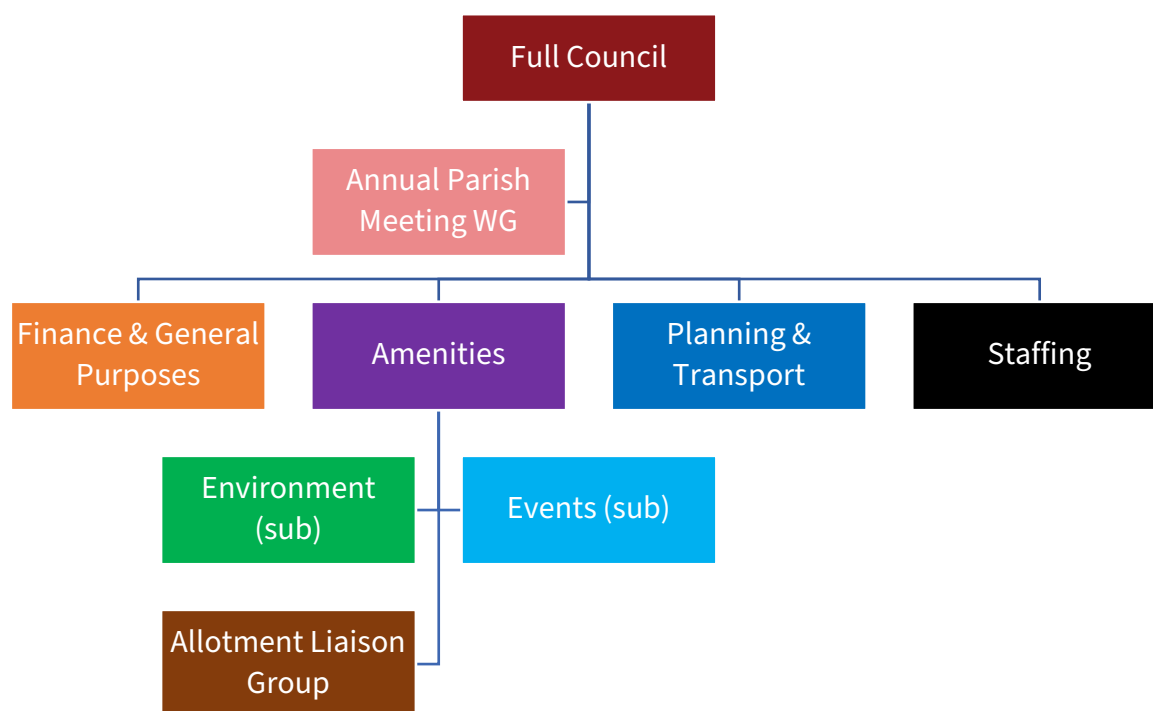 Full Council
Annual Parish
Meeting WG
Finance & General
Purposes
Amenities
Planning &
Transport
Staffing
Environment
(sub)
Events (sub)
Allotment Liaison
Group